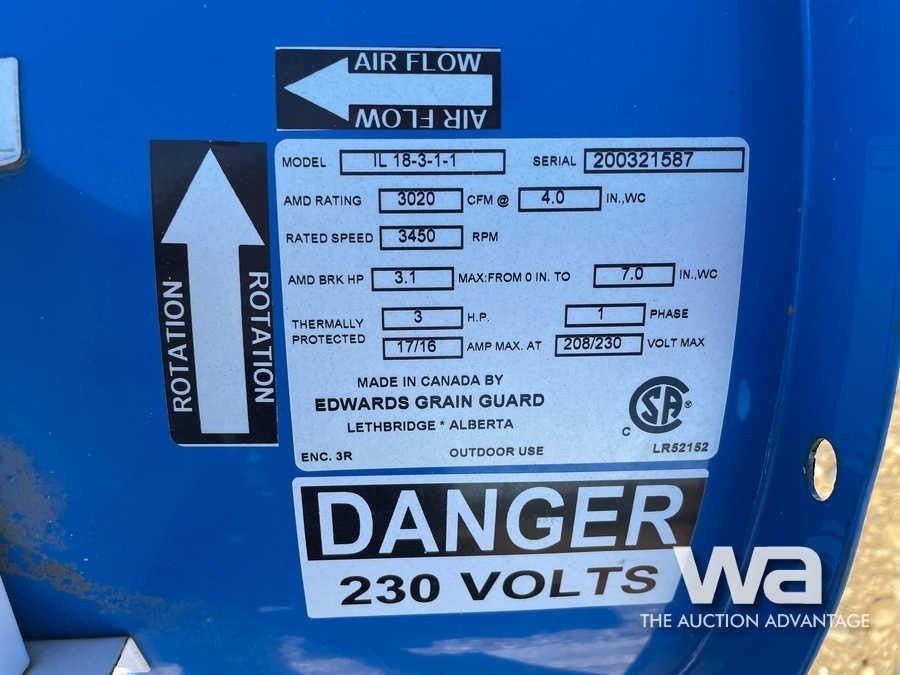 AIR FLOW
AIR FLOW
ROTATION
ROTATION
MODEL IL 18-3-1-1 SERIAL 200321587
AMD RATING 3020 CFM @ 4.0 IN.,WC
RATED SPEED 3450 RPM
AMD BRK HP 3.1 MAX:FROM 0 IN. TO 7.0 IN.,WC
THERMALLY PROTECTED 3 H.P. 1 PHASE
17/16 AMP MAX. AT 208/230 VOLT MAX
MADE IN CANADA BY
EDWARDS GRAIN GUARD
LETHBRIDGE * ALBERTA
C SA ®
ENC. 3R OUTDOOR USE LR52152
DANGER
230 VOLTS
wa
THE AUCTION ADVANTAGE